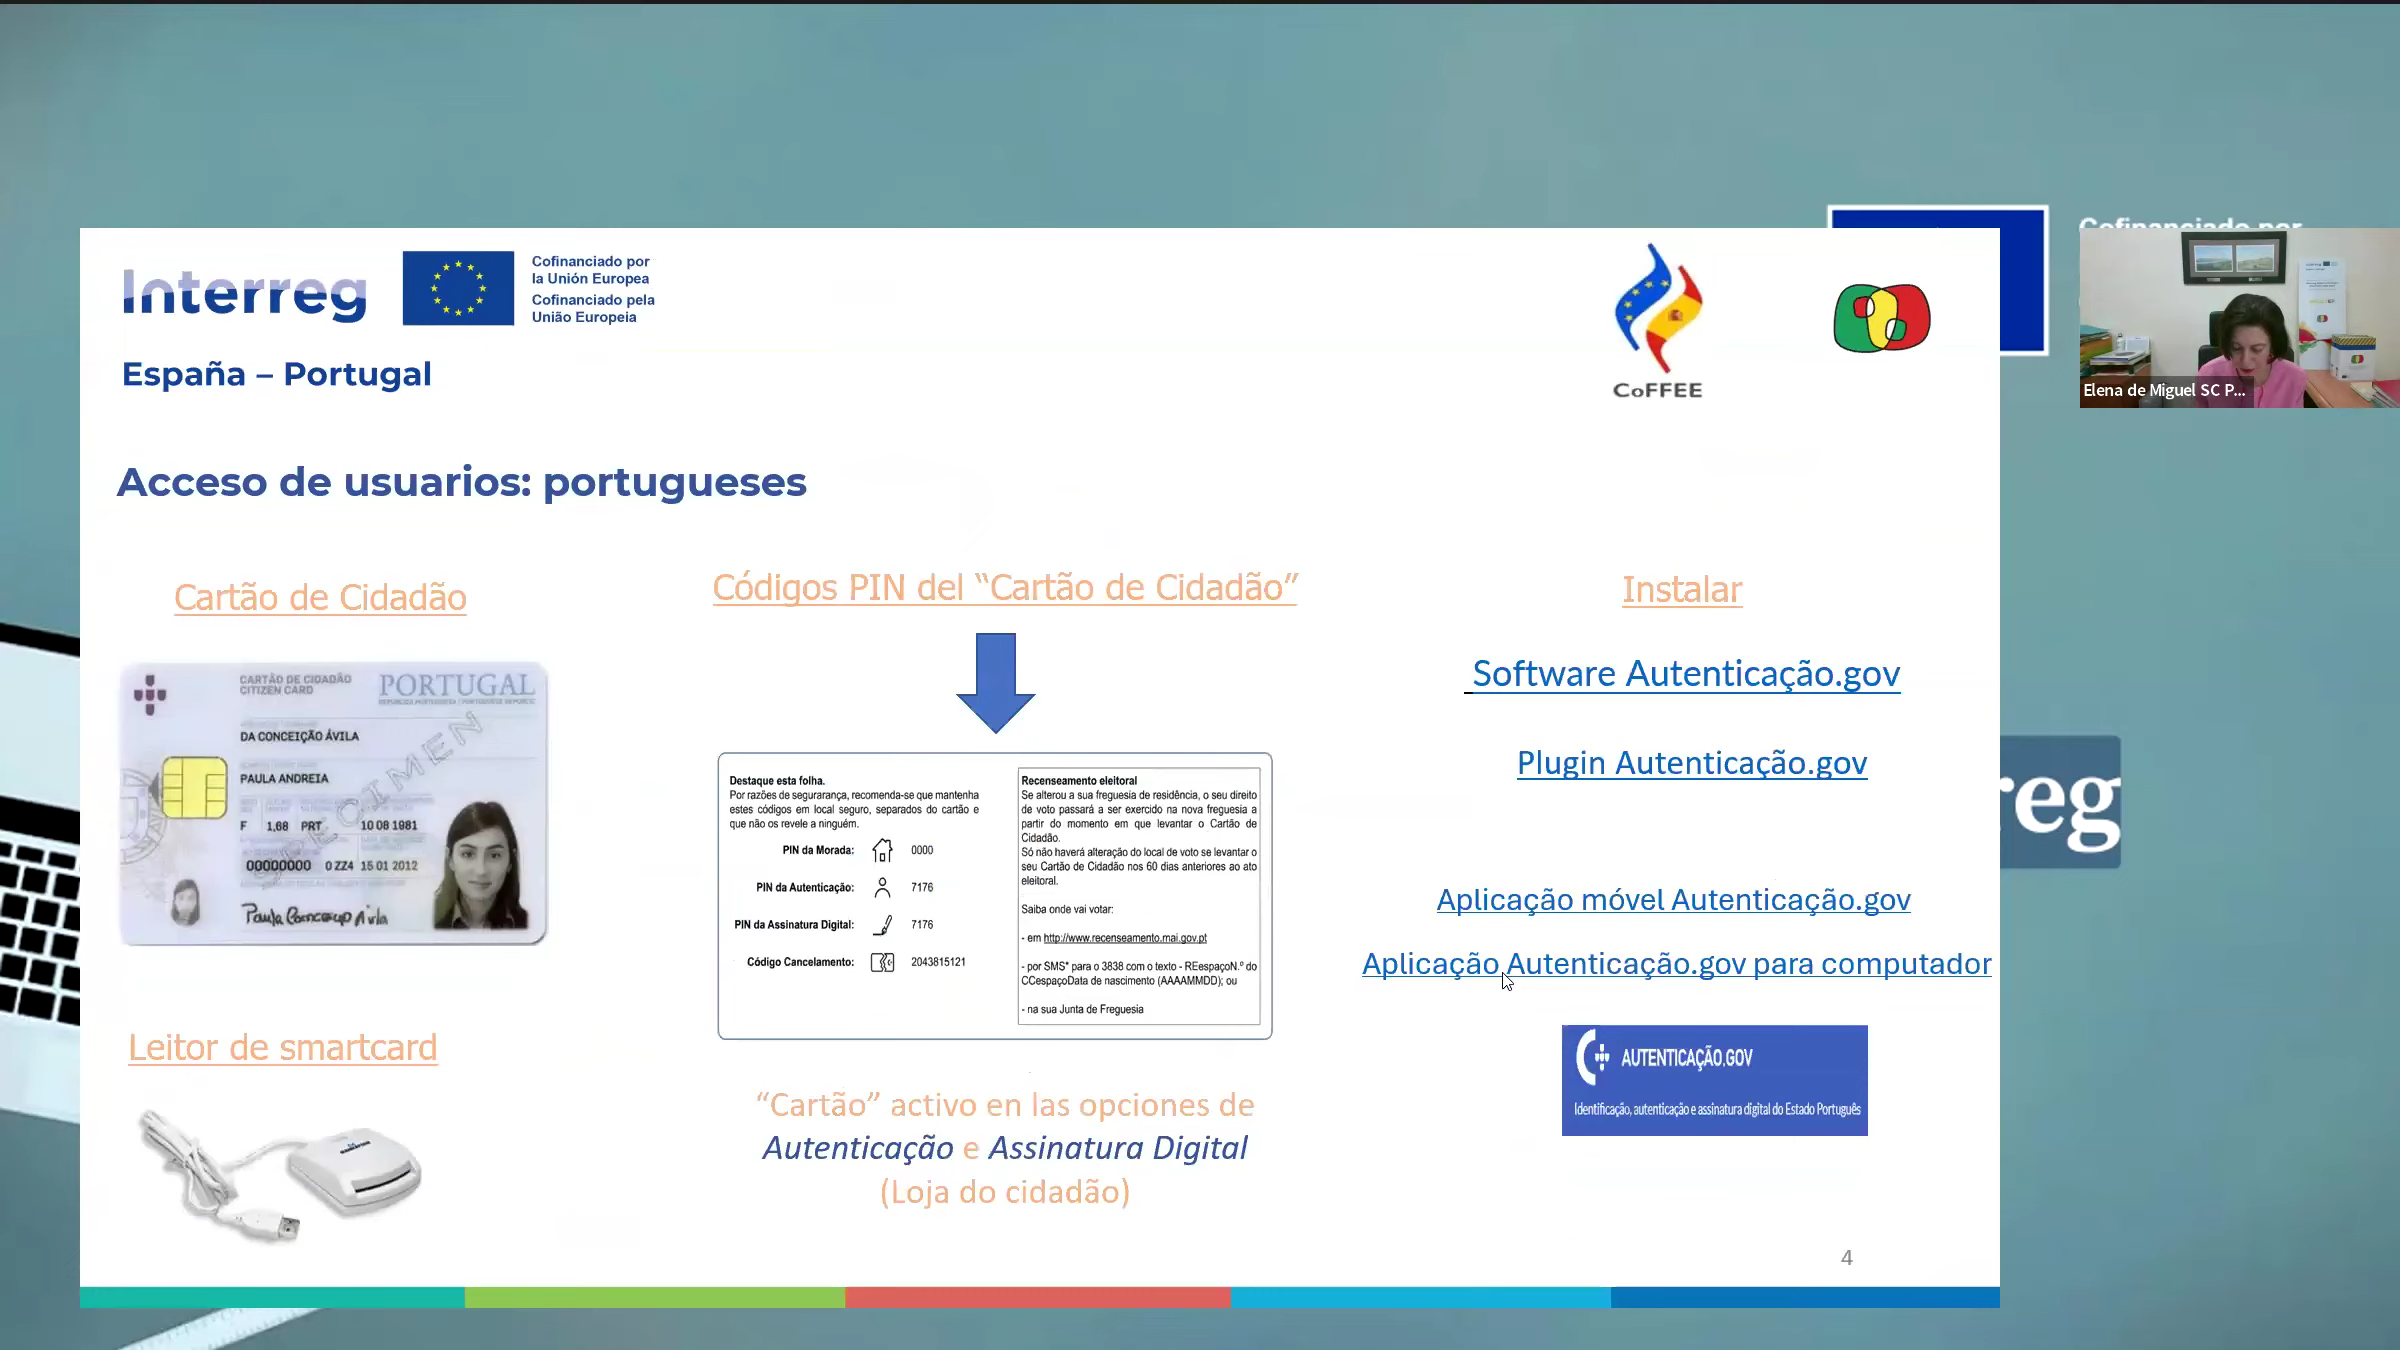 Cofinanciado por
Interreg
Cofinanciado por
la Unión Europea
Cofinanciado pela
União Europeia
España – Portugal
CoFFEE
Elena de Miguel SC P...
Acceso de usuarios: portugueses
Cartão de Cidadão
CARTÃO DE CIDADÃO
CITIZEN CARD
PORTUGAL
DA CONCEIÇÃO ÁVILA
PAULA ANDREIA
F 1,68 PRT 10 08 1981
00000000 0 ZZ4 15 01 2012
SPECIMEN
Leitor de smartcard
Códigos PIN del “Cartão de Cidadão”
Destaque esta folha.
Por razões de segurarança, recomenda-se que mantenha
estes códigos em local seguro, separados do cartão e
que não os revele a ninguém.
PIN da Morada: 0000
PIN da Autenticação: 7176
PIN da Assinatura Digital: 7176
Código Cancelamento: 2043815121
Recenseamento eleitoral
Se alterou a sua freguesia de residência, o seu direito
de voto passará a ser exercido na nova freguesia a
partir do momento em que levantar o Cartão de
Cidadão.
Só não haverá alteração do local de voto se levantar o
seu Cartão de Cidadão nos 60 dias anteriores ao ato
eleitoral.
Saiba onde vai votar:
- em http://www.recenseamento.mai.gov.pt
- por SMS* para o 3838 com o texto - REespaçoN.º do
CCespaçoData de nascimento (AAAAMMDD); ou
- na sua Junta de Freguesia
“Cartão” activo en las opciones de
Autenticação e Assinatura Digital
(Loja do cidadão)
Instalar
Software Autenticação.gov
Plugin Autenticação.gov
Aplicação móvel Autenticação.gov
Aplicação Autenticação.gov para computador
AUTENTICAÇÃO.GOV
Identificação, autenticação e assinatura digital do Estado Português
reg
4